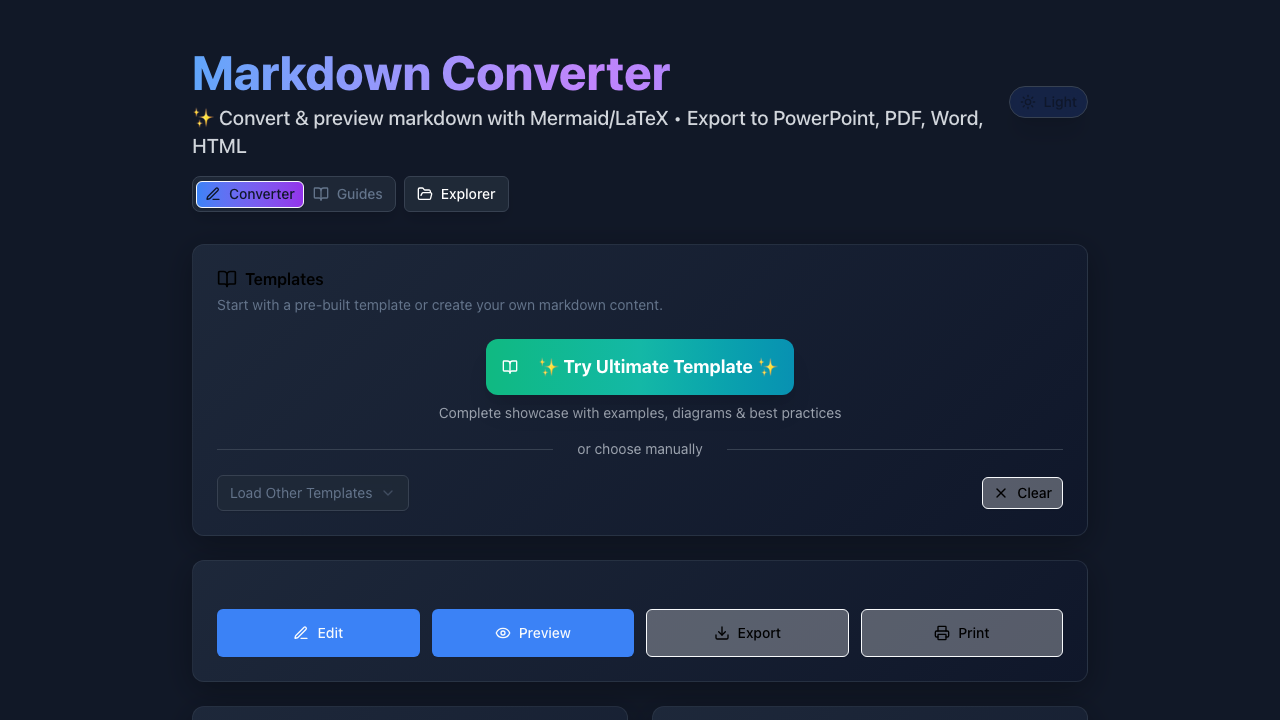 Markdown Converter
✨ Convert & preview markdown with Mermaid/LaTeX • Export to PowerPoint, PDF, Word,
HTML
Light
Converter
Guides
Explorer
Templates
Start with a pre-built template or create your own markdown content.
✨ Try Ultimate Template ✨
Complete showcase with examples, diagrams & best practices
or choose manually
Load Other Templates
Clear
Edit
Preview
Export
Print